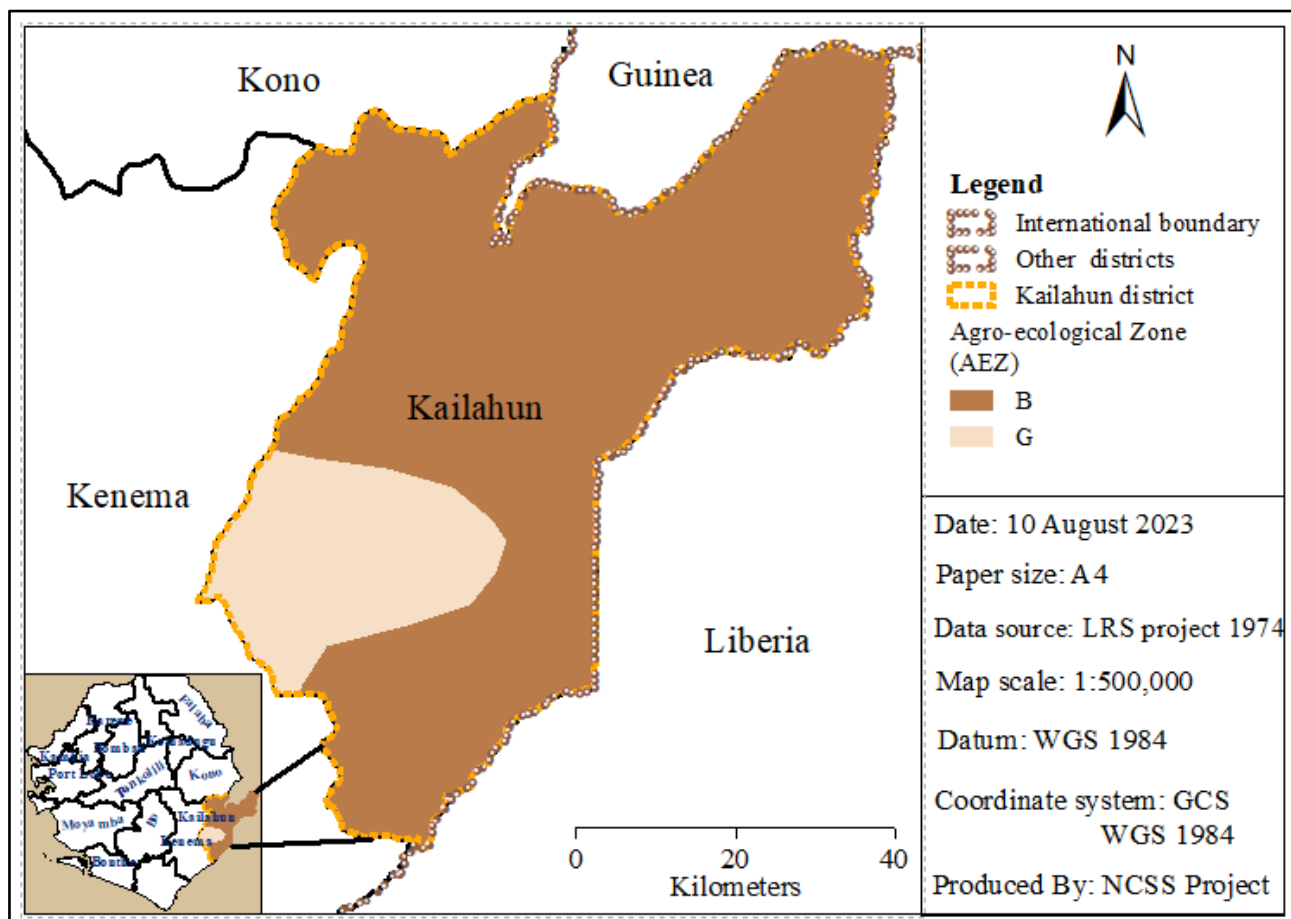 Kono
Guinea
Kailahun
Kenema
Liberia
N
Legend
International boundary
Other districts
Kailahun district
Agro-ecological Zone
(AEZ)
B
G
Date: 10 August 2023
Paper size: A4
Data source: LRS project 1974
Map scale: 1:500,000
Datum: WGS 1984
Coordinate system: GCS
WGS 1984
Produced By: NCSS Project
0 20 40
Kilometers
Kono
Tonkolili
Moyamba
Kailahun
Kenema